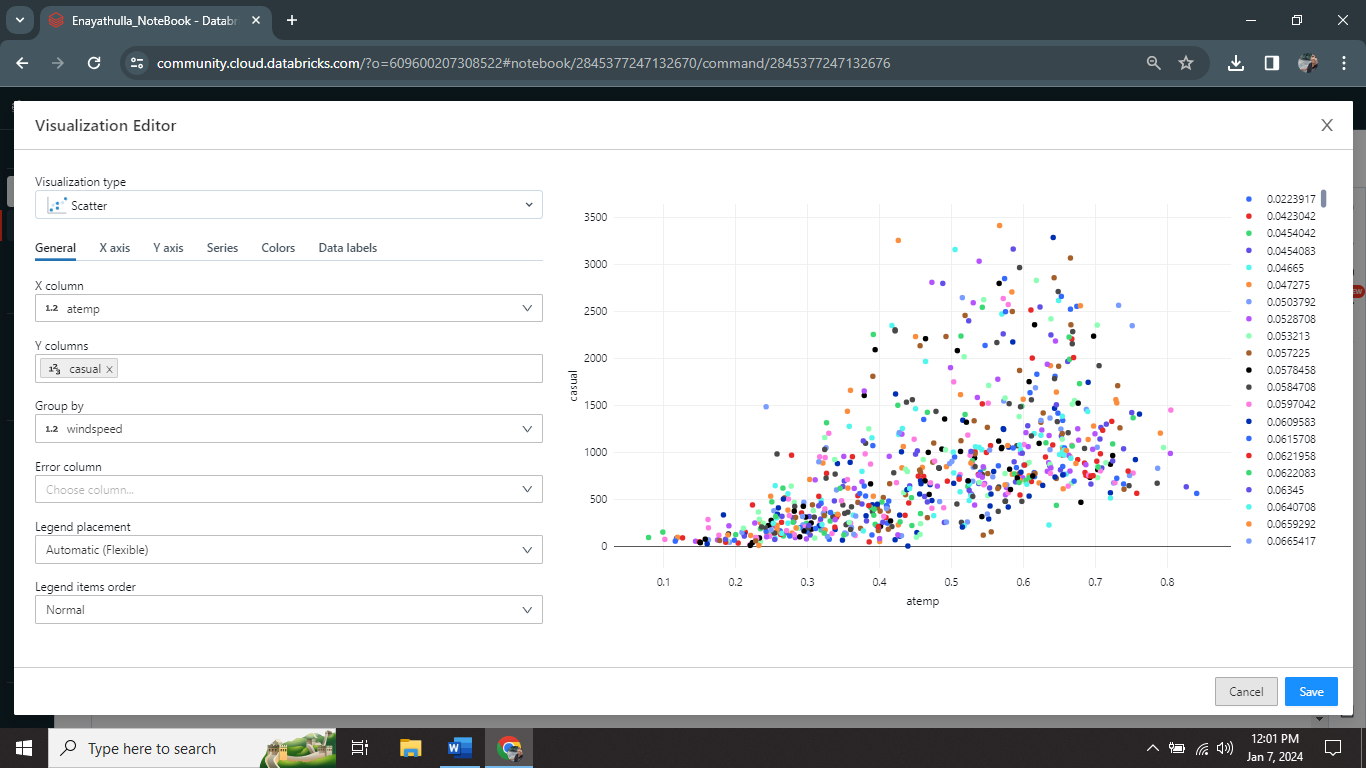 Enayathulla_NoteBook - Databr
community.cloud.databricks.com/?o=609600207308522#notebook/2845377247132670/command/2845377247132676
Visualization Editor
Visualization type
Scatter
General X axis Y axis Series Colors Data labels
X column
1.2 atemp
Y columns
123 casual
Group by
1.2 windspeed
Error column
Choose column...
Legend placement
Automatic (Flexible)
Legend items order
Normal
3500
3000
2500
2000
1500
1000
500
0
casual
0.1 0.2 0.3 0.4 0.5 0.6 0.7 0.8
atemp
0.0223917
0.0423042
0.0454042
0.0454083
0.04665
0.047275
0.0503792
0.0528708
0.053213
0.057225
0.0578458
0.0584708
0.0597042
0.0609583
0.0615708
0.0621958
0.0622083
0.06345
0.0640708
0.0659292
0.0665417
Cancel Save
Type here to search
12:01 PM
Jan 7, 2024